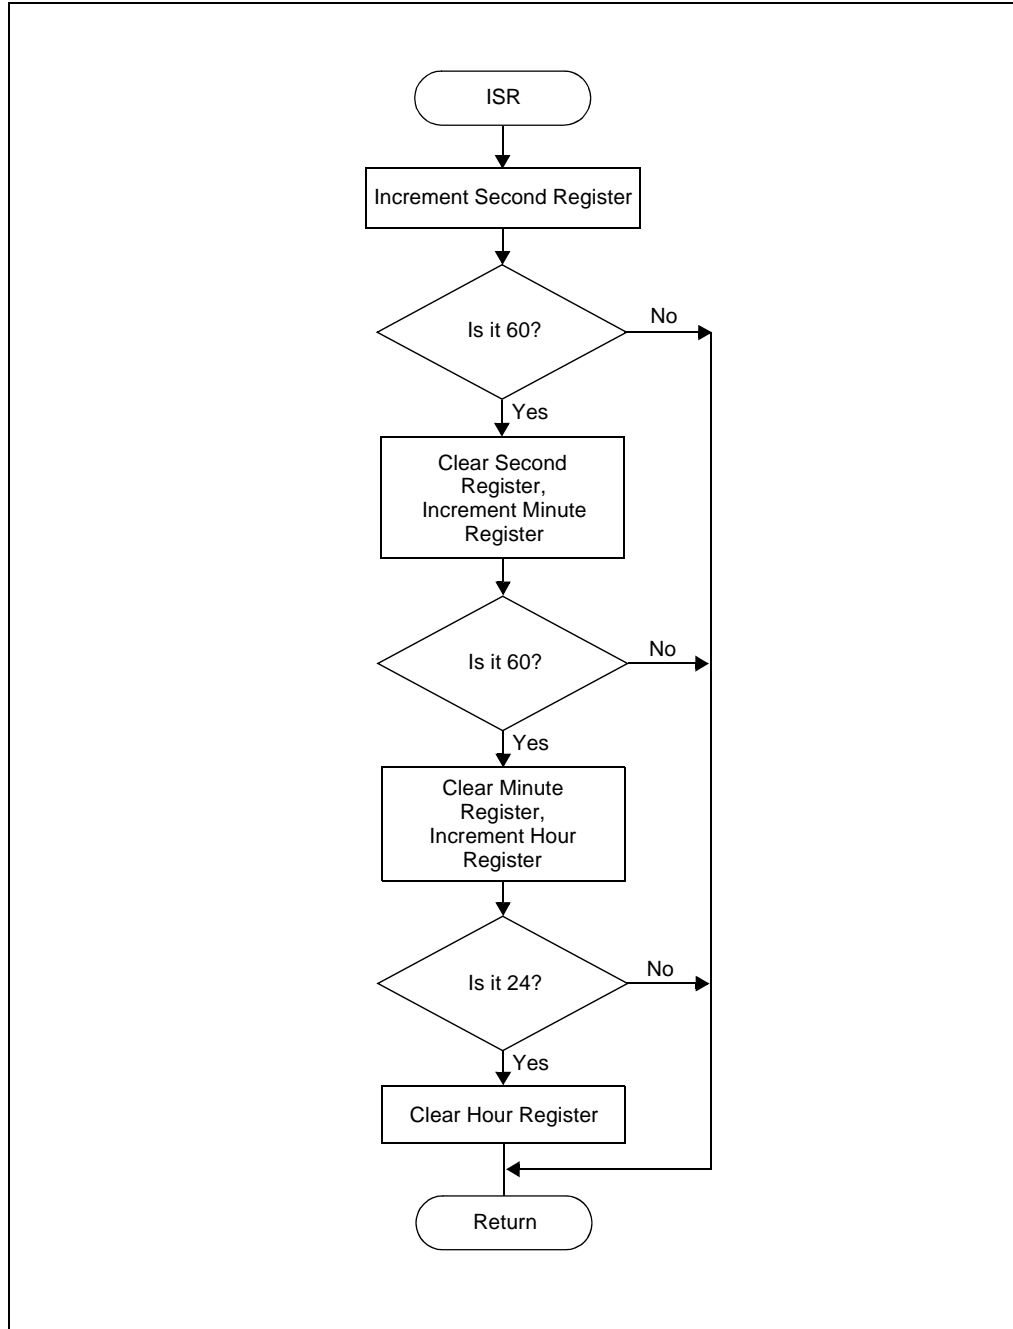 ISR
Increment Second Register
Is it 60?
No
Yes
Clear Second
Register,
Increment Minute
Register
Is it 60?
No
Yes
Clear Minute
Register,
Increment Hour
Register
Is it 24?
No
Yes
Clear Hour Register
Return